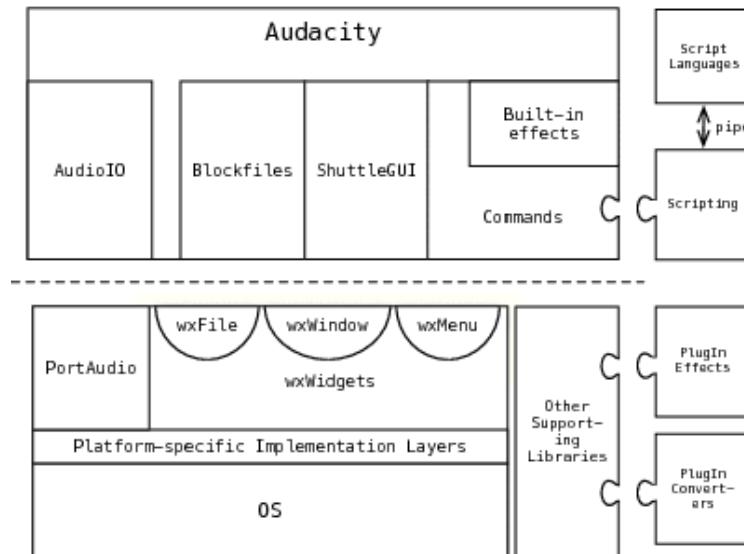 Audacity
Script
Languages
Built-in
effects
AudioIO
Blockfiles
ShuttleGUI
Commands
Scripting
wxFile
wxWindow
wxMenu
PortAudio
wxWidgets
PlugIn
Effects
Other
Support-
ing
Libraries
Platform-specific Implementation Layers
OS
PlugIn
Convert-
ers